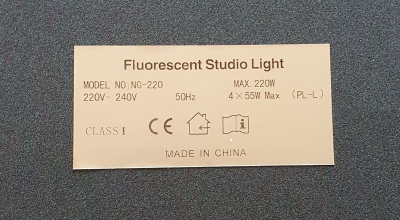 Fluorescent Studio Light
MODEL NO:NG-220 MAX. 220W
220V~ 240V 50Hz 4×55W Max (PL-L)
CLASS I CE i
MADE IN CHINA